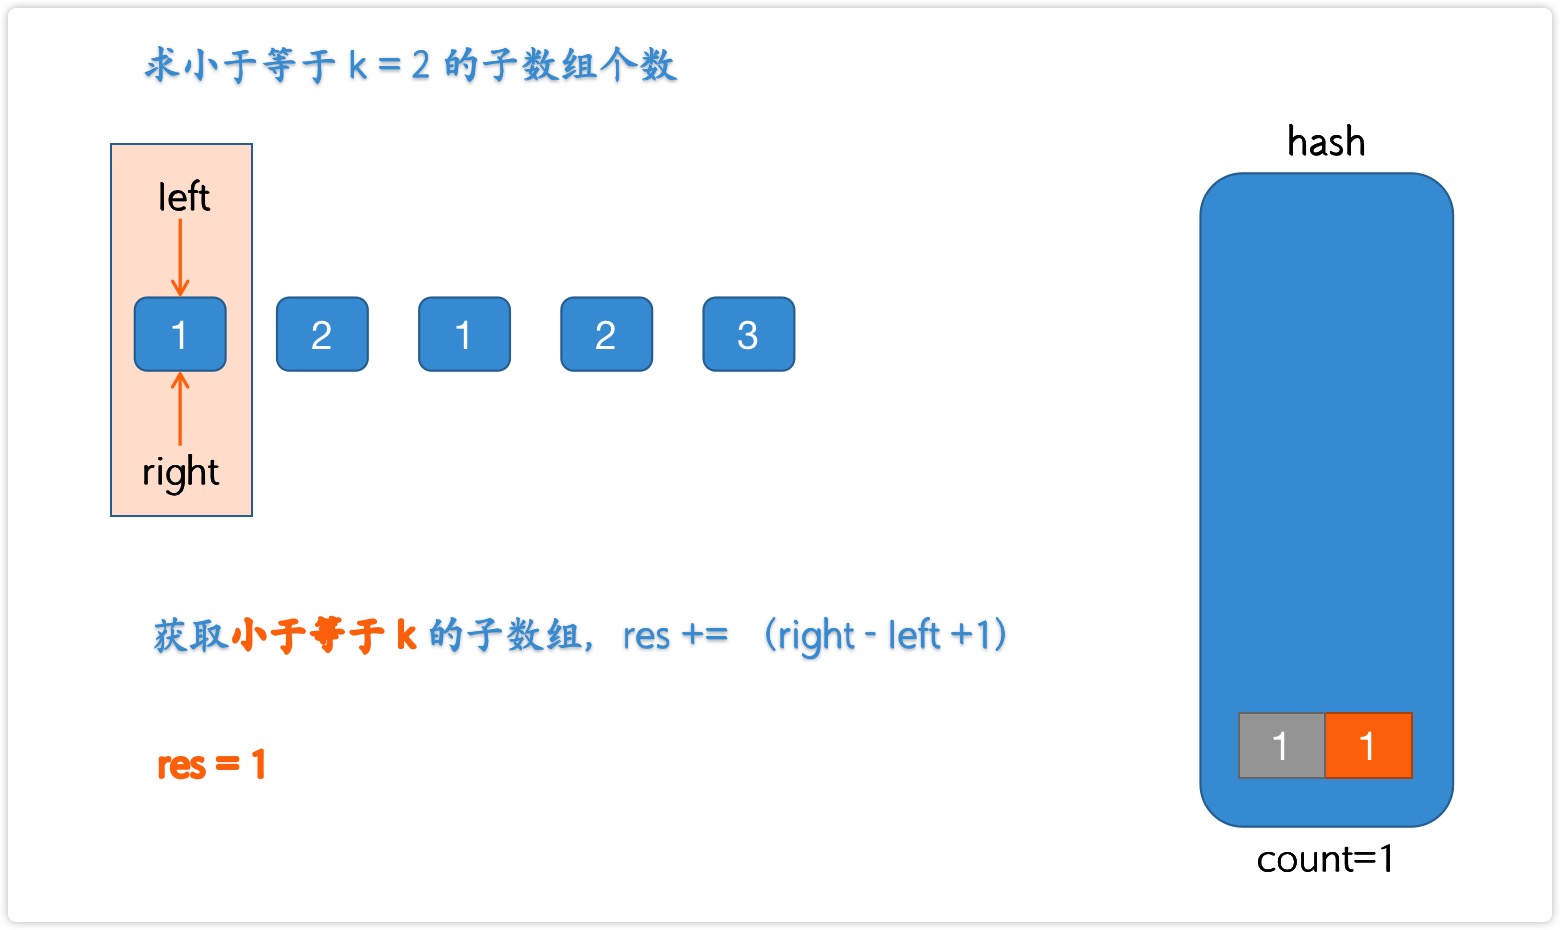 求小于等于 k = 2 的子数组个数
hash
left
1 2 1 2 3
right
获取小于等于 k 的子数组， res += （right - left +1）
1 1
res = 1
count=1